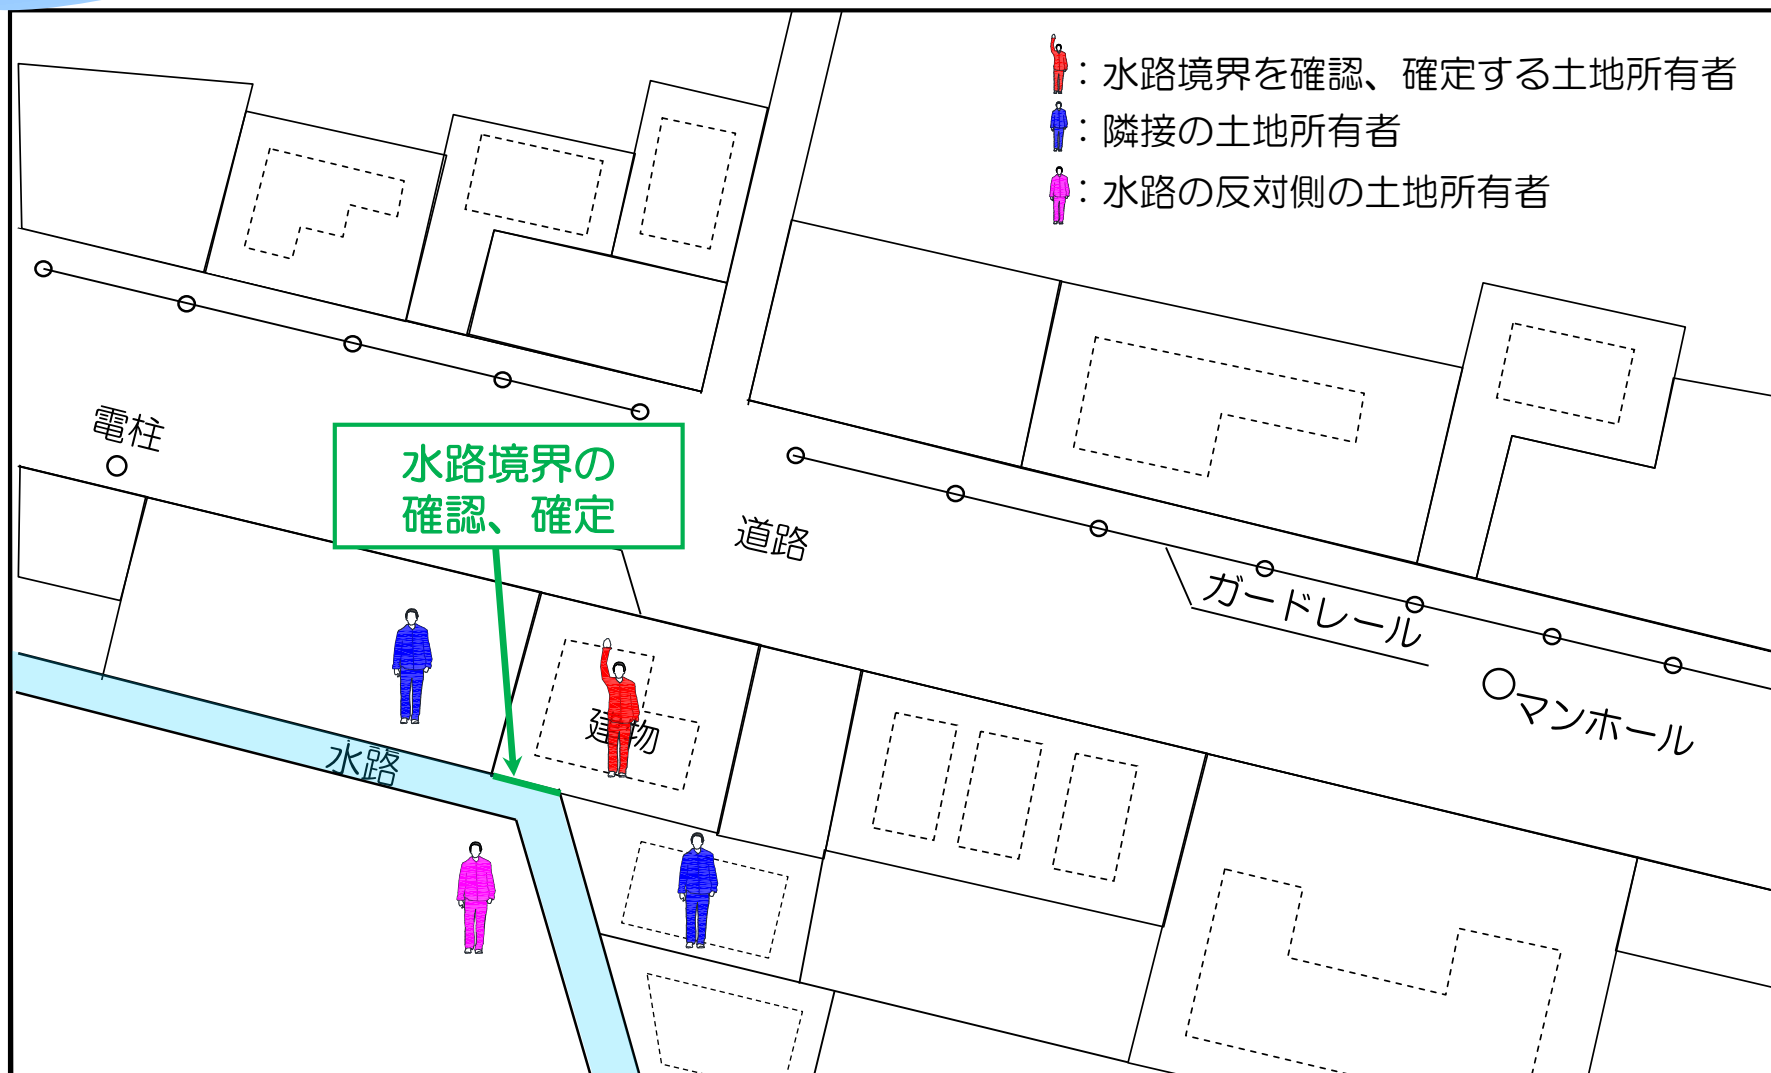 ：水路境界を確認、確定する土地所有者
：隣接の土地所有者
：水路の反対側の土地所有者
電柱
水路境界の
確認、確定
道路
ガードレール
マンホール
建物
水路